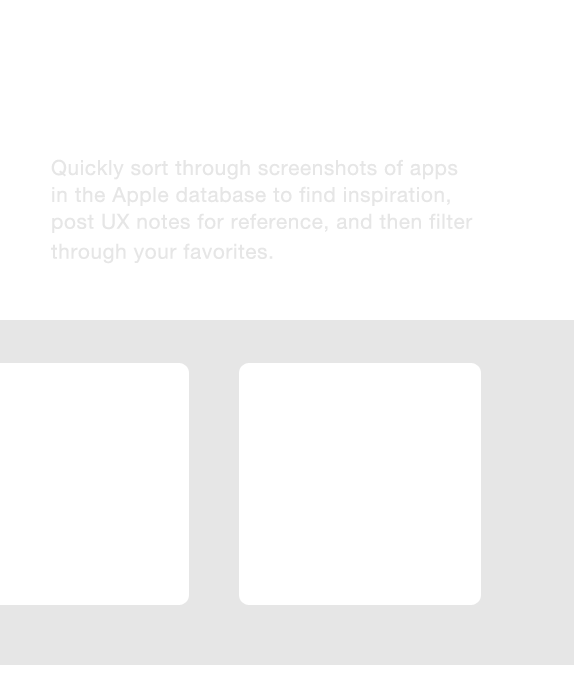 Quickly sort through screenshots of apps
in the Apple database to find inspiration,
post UX notes for reference, and then filter
through your favorites.